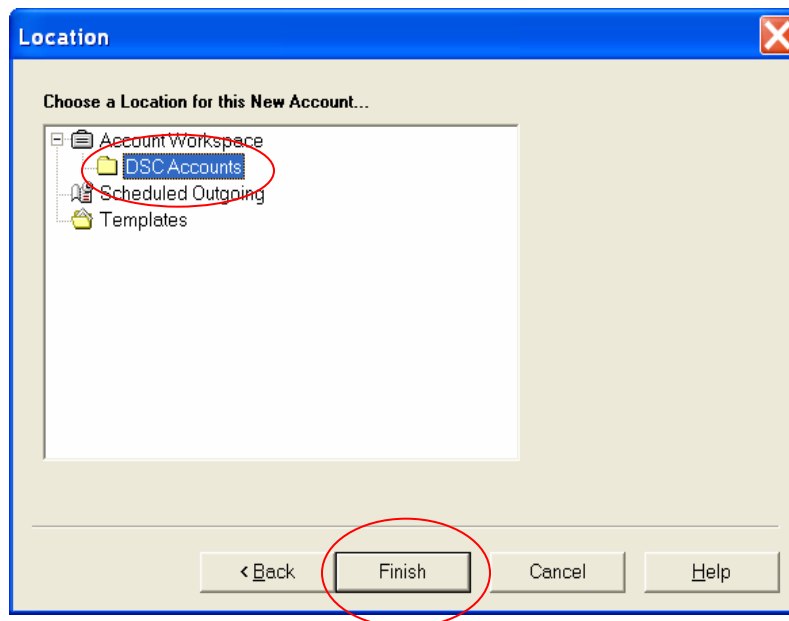 Location
Choose a Location for this New Account...
Account Workspace
DSC Accounts
Scheduled Outgoing
Templates
< Back Finish Cancel Help